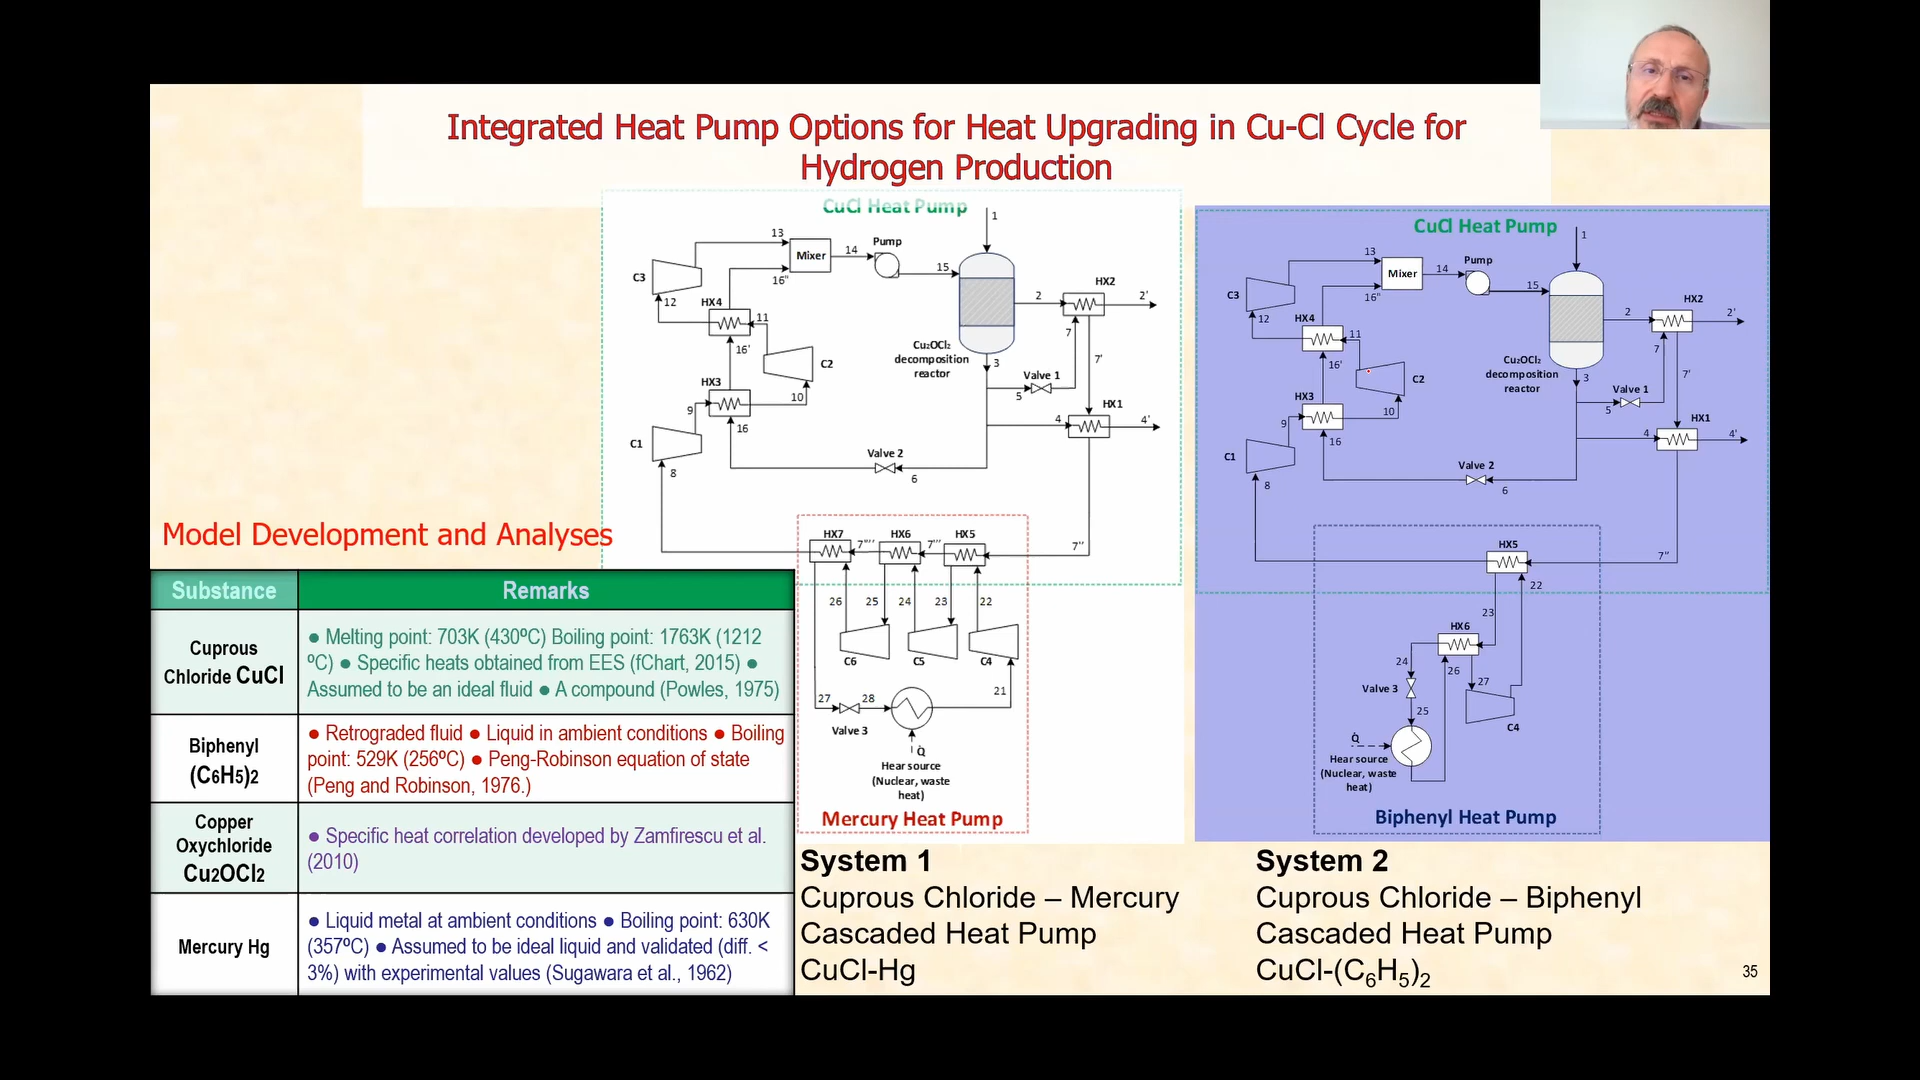 Integrated Heat Pump Options for Heat Upgrading in Cu-Cl Cycle for
Hydrogen Production
Model Development and Analyses
Substance Remarks
Cuprous
Chloride CuCl
● Melting point: 703K (430ºC) Boiling point: 1763K (1212
ºC) ● Specific heats obtained from EES (fChart, 2015) ●
Assumed to be an ideal fluid ● A compound (Powles, 1975)
Biphenyl
(C6H5)2
● Retrograded fluid ● Liquid in ambient conditions ● Boiling
point: 529K (256ºC) ● Peng-Robinson equation of state
(Peng and Robinson, 1976.)
Copper
Oxychloride
Cu2OCl2
● Specific heat correlation developed by Zamfirescu et al.
(2010)
Mercury Hg
● Liquid metal at ambient conditions ● Boiling point: 630K
(357ºC) ● Assumed to be ideal liquid and validated (diff. <
3%) with experimental values (Sugawara et al., 1962)
CuCl Heat Pump
1
13
Mixer
14
Pump
15
16"
C3
12
HX4
11
16'
C2
HX3
10
9
16
C1
8
2
HX2
2'
7
7'
Cu₂OCl₂
decomposition
reactor
3
Valve 1
5
HX1
4
4'
Valve 2
6
HX7
7""
HX6
7'''
HX5
7"
26
25
24
23
22
C6
C5
C4
27
28
21
Valve 3
Q̇
Hear source
(Nuclear, waste
heat)
Mercury Heat Pump
System 1
Cuprous Chloride – Mercury
Cascaded Heat Pump
CuCl-Hg
CuCl Heat Pump
1
13
Mixer
14
Pump
15
16"
C3
12
HX4
11
16'
C2
HX3
10
9
16
C1
8
2
HX2
2'
7
7'
Cu₂OCl₂
decomposition
reactor
3
Valve 1
5
HX1
4
4'
Valve 2
6
HX5
7"
22
23
HX6
24
26
27
Valve 3
25
C4
Q̇
Hear source
(Nuclear, waste
heat)
Biphenyl Heat Pump
System 2
Cuprous Chloride – Biphenyl
Cascaded Heat Pump
CuCl-(C₆H₅)₂
35